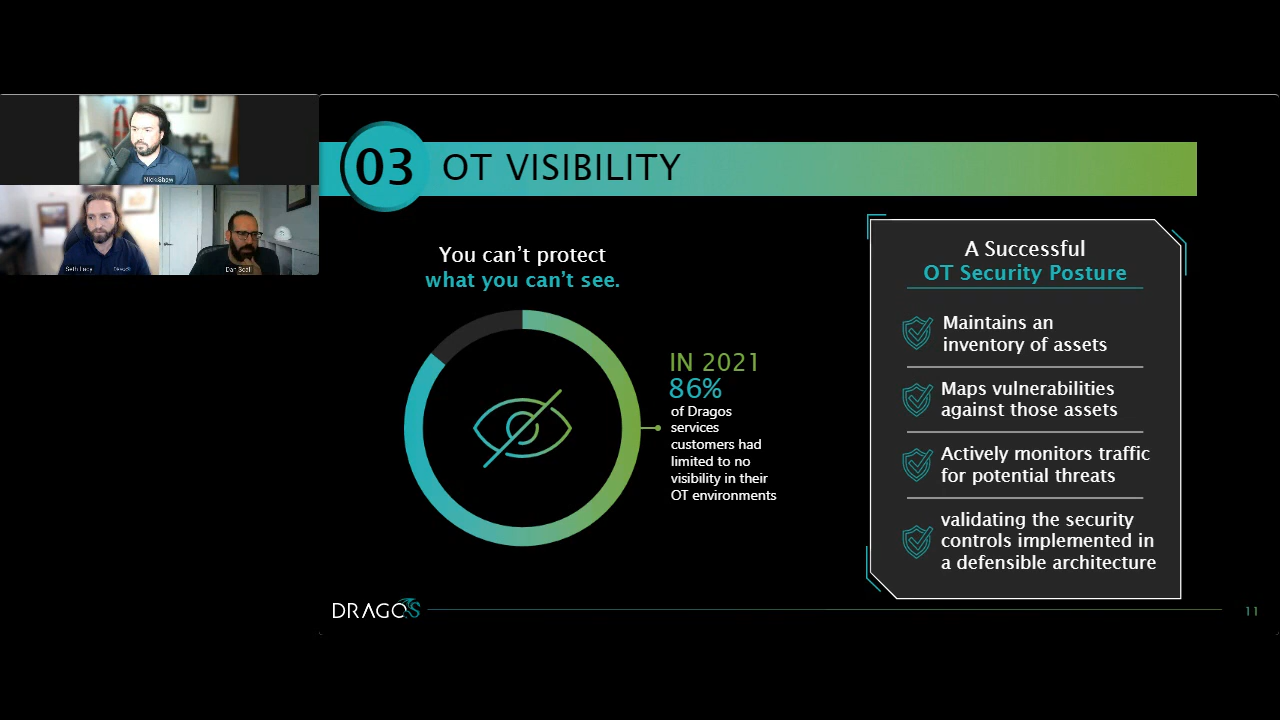 Nick Shaw
Seth Lacy
Dan Scali
03
OT VISIBILITY
You can't protect
what you can't see.
IN 2021
86%
of Dragos
services
customers had
limited to no
visibility in their
OT environments
A Successful
OT Security Posture
Maintains an
inventory of assets
Maps vulnerabilities
against those assets
Actively monitors traffic
for potential threats
validating the security
controls implemented in
a defensible architecture
DRAGOS
11